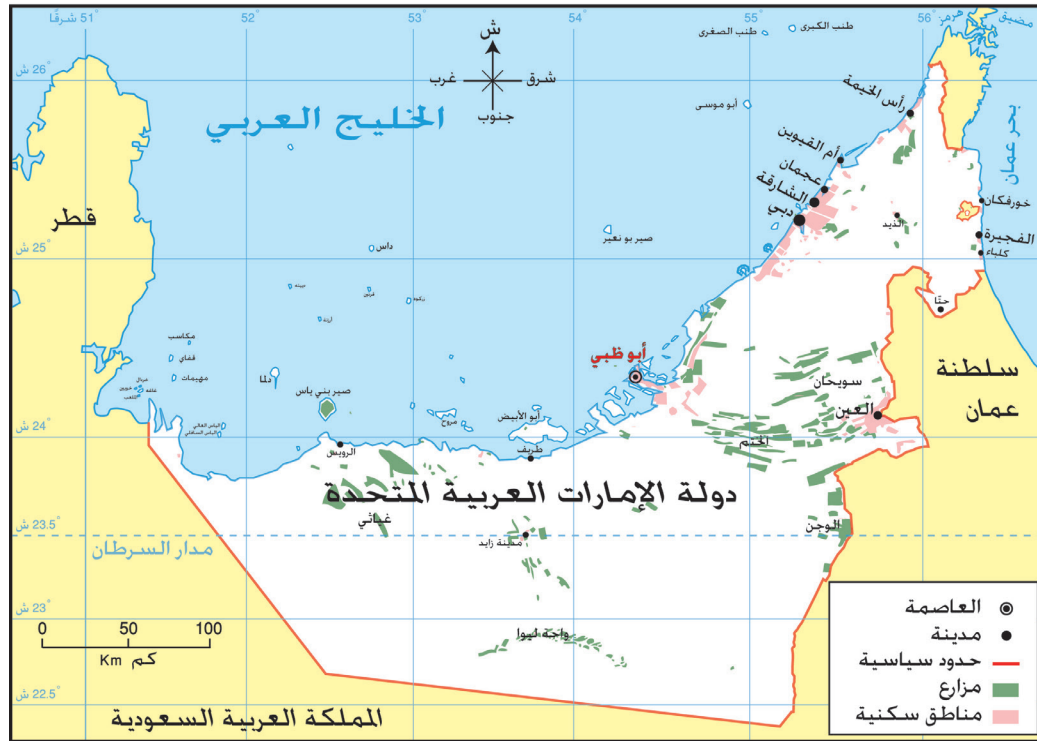 51° شرقًا
52°
53°
54°
55°
56°
26° ش
25° ش
24° ش
23.5° ش
23° ش
22.5° ش
ش
غرب
شرق
جنوب
طنب الصغرى
طنب الكبرى
مضيق هرمز
أبو موسى
الخليج العربي
بحر عمان
رأس الخيمة
أم القيوين
عجمان
الشارقة
دبي
خورفكان
الفجيرة
كلباء
الذيد
حتّا
قطر
صير بو نعير
داس
مكاسب
قفاي
مهيمات
دلما
صير بني ياس
أبو الأبيض
مروح
أبو ظبي
سويحان
العين
الختم
سلطنة
عمان
الرويس
طريف
دولة الإمارات العربية المتحدة
غياثي
الوجن
مدينة زايد
مدار السرطان
واحة ليوا
المملكة العربية السعودية
0 50 100
Km كم
العاصمة
مدينة
حدود سياسية
مزارع
مناطق سكنية